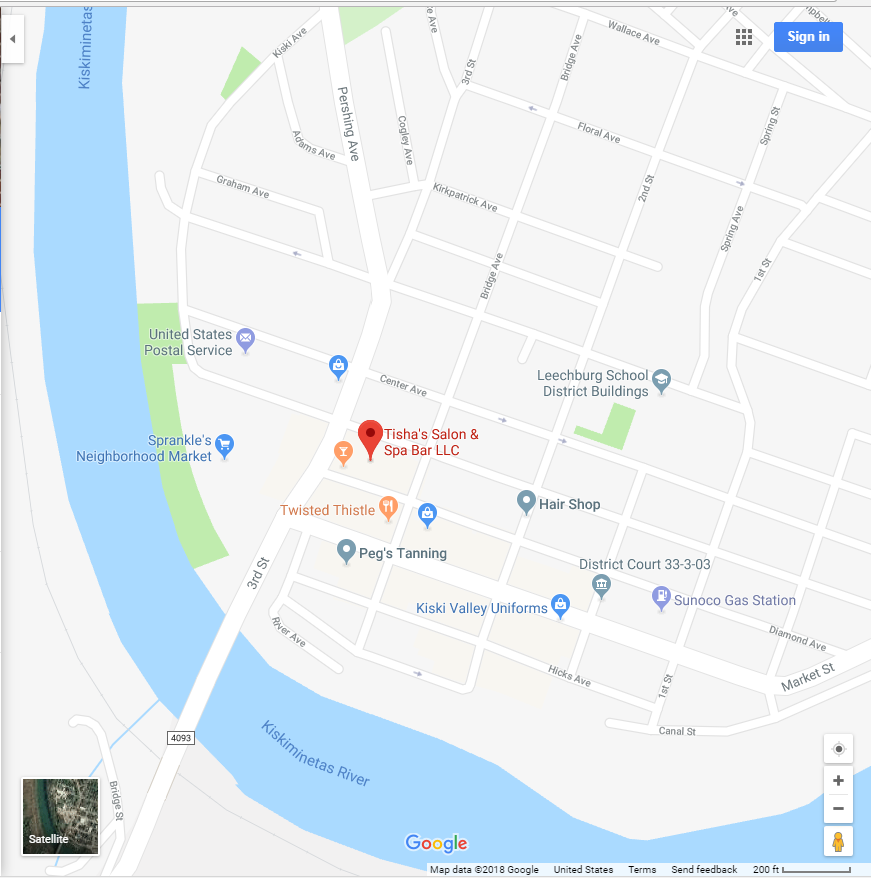 Kiskiminetas
Kiski Ave
Pershing Ave
ve Ave
3rd St
Wallace Ave
Bridge Ave
Sign in
Campbell
Adams Ave
Cogley Ave
Floral Ave
Spring St
Graham Ave
Kirkpatrick Ave
2nd St
Spring Ave
Bridge Ave
1st St
United States
Postal Service
Center Ave
Leechburg School
District Buildings
Sprankle's
Neighborhood Market
Tisha's Salon &
Spa Bar LLC
Twisted Thistle
Hair Shop
Peg's Tanning
District Court 33-3-03
3rd St
Kiski Valley Uniforms
Sunoco Gas Station
River Ave
Diamond Ave
Hicks Ave
Market St
1st St
Canal St
4093
Kiskiminetas River
Bridge St
Satellite
Google
Map data ©2018 Google United States Terms Send feedback 200 ft